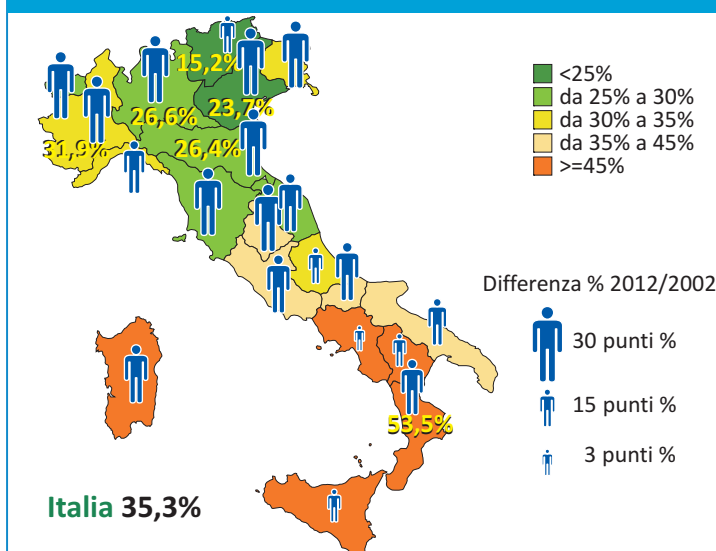 15,2%
23,7%
26,6%
31,9%
26,4%
53,5%
<25%
da 25% a 30%
da 30% a 35%
da 35% a 45%
>=45%
Differenza % 2012/2002
30 punti %
15 punti %
3 punti %
Italia 35,3%